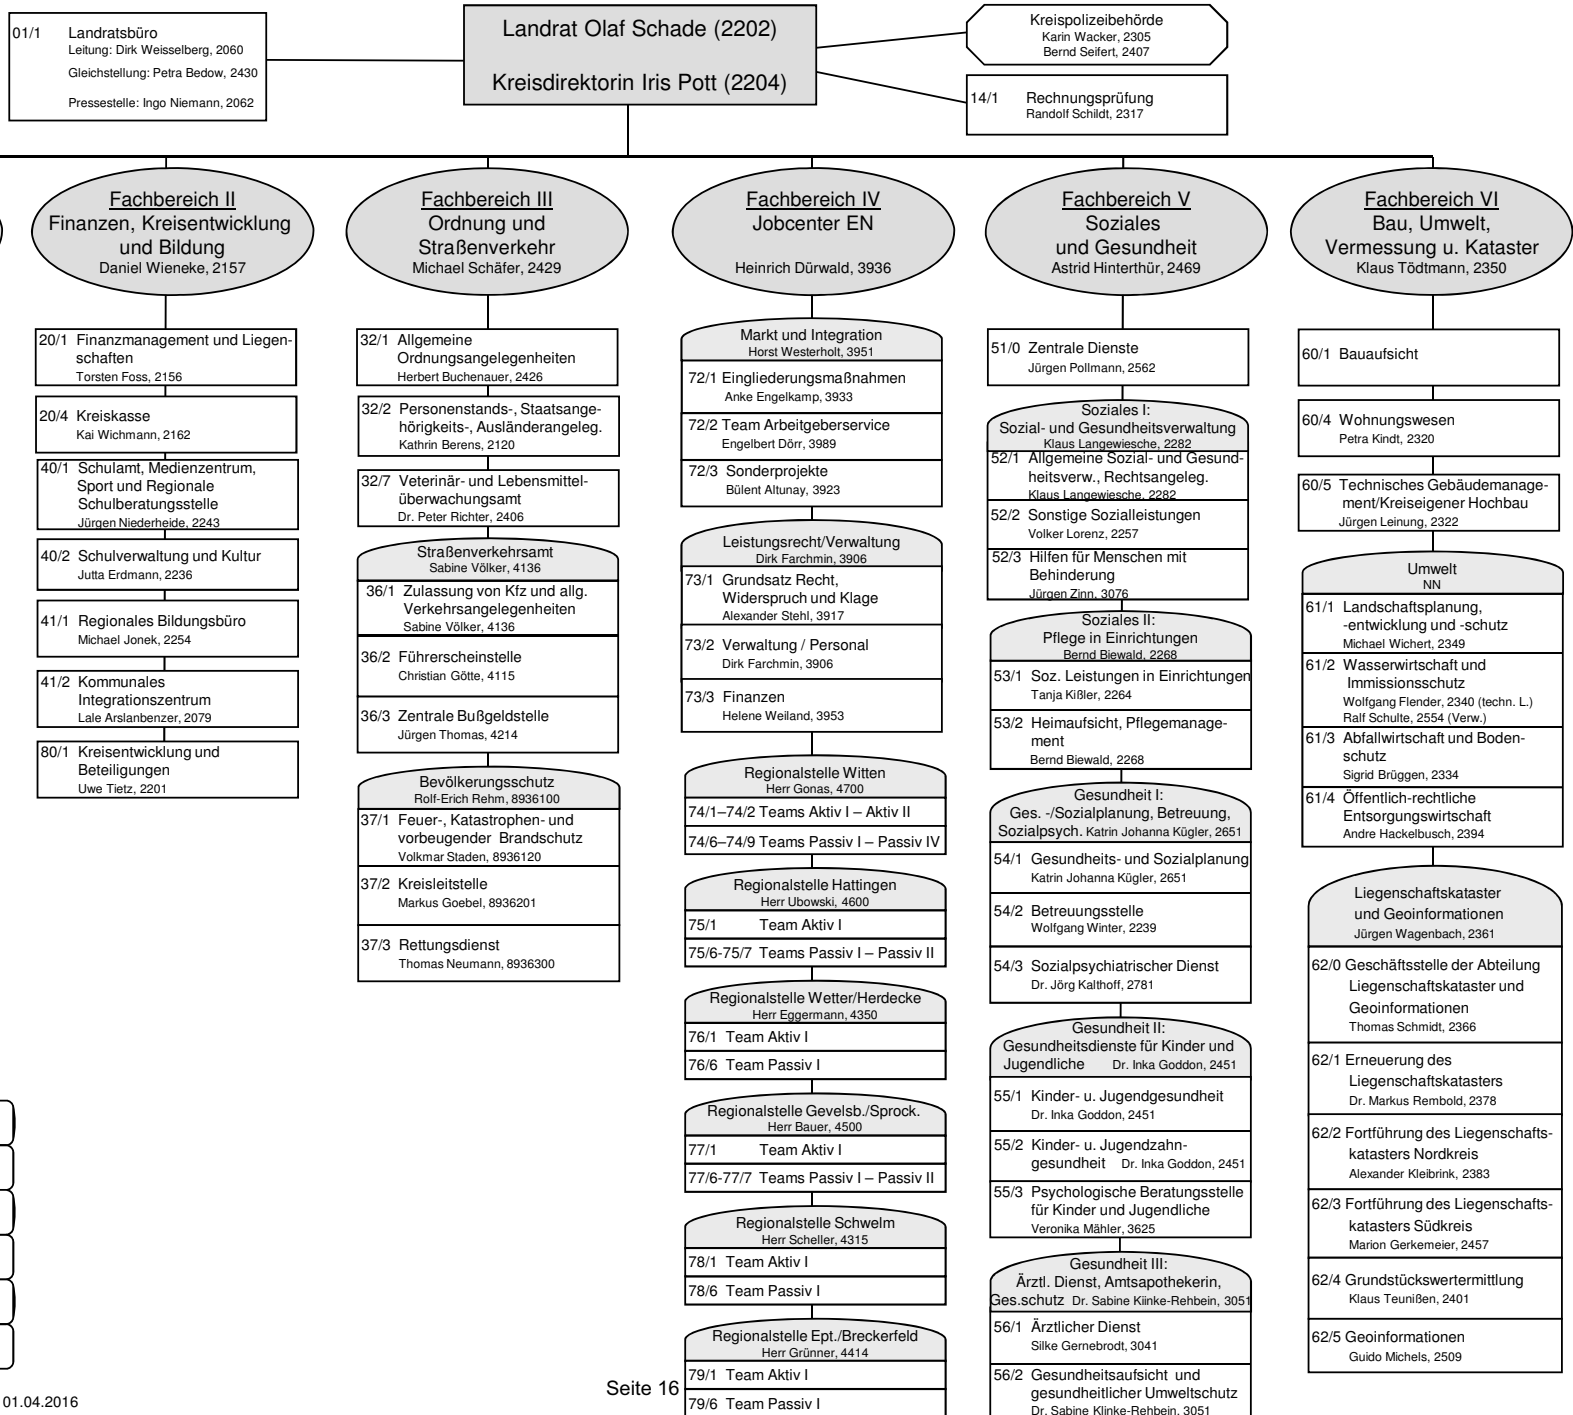 01/1 Landratsbüro
Leitung: Dirk Weisselberg, 2060
Gleichstellung: Petra Bedow, 2430
Pressestelle: Ingo Niemann, 2062
Landrat Olaf Schade (2202)
Kreisdirektorin Iris Pott (2204)
Kreispolizeibehörde
Karin Wacker, 2305
Bernd Seifert, 2407
14/1 Rechnungsprüfung
Randolf Schildt, 2317
Fachbereich II
Finanzen, Kreisentwicklung
und Bildung
Daniel Wieneke, 2157
20/1 Finanzmanagement und Liegen-
schaften
Torsten Foss, 2156
20/4 Kreiskasse
Kai Wichmann, 2162
40/1 Schulamt, Medienzentrum,
Sport und Regionale
Schulberatungsstelle
Jürgen Niederheide, 2243
40/2 Schulverwaltung und Kultur
Jutta Erdmann, 2236
41/1 Regionales Bildungsbüro
Michael Jonek, 2254
41/2 Kommunales
Integrationszentrum
Lale Arslanbenzer, 2079
80/1 Kreisentwicklung und
Beteiligungen
Uwe Tietz, 2201
Fachbereich III
Ordnung und
Straßenverkehr
Michael Schäfer, 2429
32/1 Allgemeine
Ordnungsangelegenheiten
Herbert Buchenauer, 2426
32/2 Personenstands-, Staatsange-
hörigkeits-, Ausländerangeleg.
Kathrin Berens, 2120
32/7 Veterinär- und Lebensmittel-
überwachungsamt
Dr. Peter Richter, 2406
Straßenverkehrsamt
Sabine Völker, 4136
36/1 Zulassung von Kfz und allg.
Verkehrsangelegenheiten
Sabine Völker, 4136
36/2 Führerscheinstelle
Christian Götte, 4115
36/3 Zentrale Bußgeldstelle
Jürgen Thomas, 4214
Bevölkerungsschutz
Rolf-Erich Rehm, 8936100
37/1 Feuer-, Katastrophen- und
vorbeugender Brandschutz
Volkmar Staden, 8936120
37/2 Kreisleitstelle
Markus Goebel, 8936201
37/3 Rettungsdienst
Thomas Neumann, 8936300
Fachbereich IV
Jobcenter EN
Heinrich Dürwald, 3936
Markt und Integration
Horst Westerholt, 3951
72/1 Eingliederungsmaßnahmen
Anke Engelkamp, 3933
72/2 Team Arbeitgeberservice
Engelbert Dörr, 3989
72/3 Sonderprojekte
Bülent Altunay, 3923
Leistungsrecht/Verwaltung
Dirk Farchmin, 3906
73/1 Grundsatz Recht,
Widerspruch und Klage
Alexander Stehl, 3917
73/2 Verwaltung / Personal
Dirk Farchmin, 3906
73/3 Finanzen
Helene Weiland, 3953
Regionalstelle Witten
Herr Gonas, 4700
74/1–74/2 Teams Aktiv I – Aktiv II
74/6–74/9 Teams Passiv I – Passiv IV
Regionalstelle Hattingen
Herr Ubowski, 4600
75/1 Team Aktiv I
75/6-75/7 Teams Passiv I – Passiv II
Regionalstelle Wetter/Herdecke
Herr Eggermann, 4350
76/1 Team Aktiv I
76/6 Team Passiv I
Regionalstelle Gevelsb./Sprock.
Herr Bauer, 4500
77/1 Team Aktiv I
77/6-77/7 Teams Passiv I – Passiv II
Regionalstelle Schwelm
Herr Scheller, 4315
78/1 Team Aktiv I
78/6 Team Passiv I
Regionalstelle Ept./Breckerfeld
Herr Grünner, 4414
79/1 Team Aktiv I
79/6 Team Passiv I
Fachbereich V
Soziales
und Gesundheit
Astrid Hinterthür, 2469
51/0 Zentrale Dienste
Jürgen Pollmann, 2562
Soziales I:
Sozial- und Gesundheitsverwaltung
Klaus Langewiesche, 2282
52/1 Allgemeine Sozial- und Gesund-
heitsverw., Rechtsangeleg.
Klaus Langewiesche, 2282
52/2 Sonstige Sozialleistungen
Volker Lorenz, 2257
52/3 Hilfen für Menschen mit
Behinderung
Jürgen Zinn, 3076
Soziales II:
Pflege in Einrichtungen
Bernd Biewald, 2268
53/1 Soz. Leistungen in Einrichtungen
Tanja Kißler, 2264
53/2 Heimaufsicht, Pflegemanage-
ment
Bernd Biewald, 2268
Gesundheit I:
Ges. -/Sozialplanung, Betreuung,
Sozialpsych. Katrin Johanna Kügler, 2651
54/1 Gesundheits- und Sozialplanung
Katrin Johanna Kügler, 2651
54/2 Betreuungsstelle
Wolfgang Winter, 2239
54/3 Sozialpsychiatrischer Dienst
Dr. Jörg Kalthoff, 2781
Gesundheit II:
Gesundheitsdienste für Kinder und
Jugendliche Dr. Inka Goddon, 2451
55/1 Kinder- u. Jugendgesundheit
Dr. Inka Goddon, 2451
55/2 Kinder- u. Jugendzahn-
gesundheit Dr. Inka Goddon, 2451
55/3 Psychologische Beratungsstelle
für Kinder und Jugendliche
Veronika Mähler, 3625
Gesundheit III:
Ärztl. Dienst, Amtsapothekerin,
Ges.schutz Dr. Sabine Klinke-Rehbein, 3051
56/1 Ärztlicher Dienst
Silke Gernebrodt, 3041
56/2 Gesundheitsaufsicht und
gesundheitlicher Umweltschutz
Dr. Sabine Klinke-Rehbein, 3051
Fachbereich VI
Bau, Umwelt,
Vermessung u. Kataster
Klaus Tödtmann, 2350
60/1 Bauaufsicht
60/4 Wohnungswesen
Petra Kindt, 2320
60/5 Technisches Gebäudemanage-
ment/Kreiseigener Hochbau
Jürgen Leinung, 2322
Umwelt
NN
61/1 Landschaftsplanung,
-entwicklung und -schutz
Michael Wichert, 2349
61/2 Wasserwirtschaft und
Immissionsschutz
Wolfgang Flender, 2340 (techn. L.)
Ralf Schulte, 2554 (Verw.)
61/3 Abfallwirtschaft und Boden-
schutz
Sigrid Brüggen, 2334
61/4 Öffentlich-rechtliche
Entsorgungswirtschaft
Andre Hackelbusch, 2394
Liegenschaftskataster
und Geoinformationen
Jürgen Wagenbach, 2361
62/0 Geschäftsstelle der Abteilung
Liegenschaftskataster und
Geoinformationen
Thomas Schmidt, 2366
62/1 Erneuerung des
Liegenschaftskatasters
Dr. Markus Rembold, 2378
62/2 Fortführung des Liegenschafts-
katasters Nordkreis
Alexander Kleibrink, 2383
62/3 Fortführung des Liegenschafts-
katasters Südkreis
Marion Gerkemeier, 2457
62/4 Grundstückswertermittlung
Klaus Teunißen, 2401
62/5 Geoinformationen
Guido Michels, 2509
Seite 16
01.04.2016